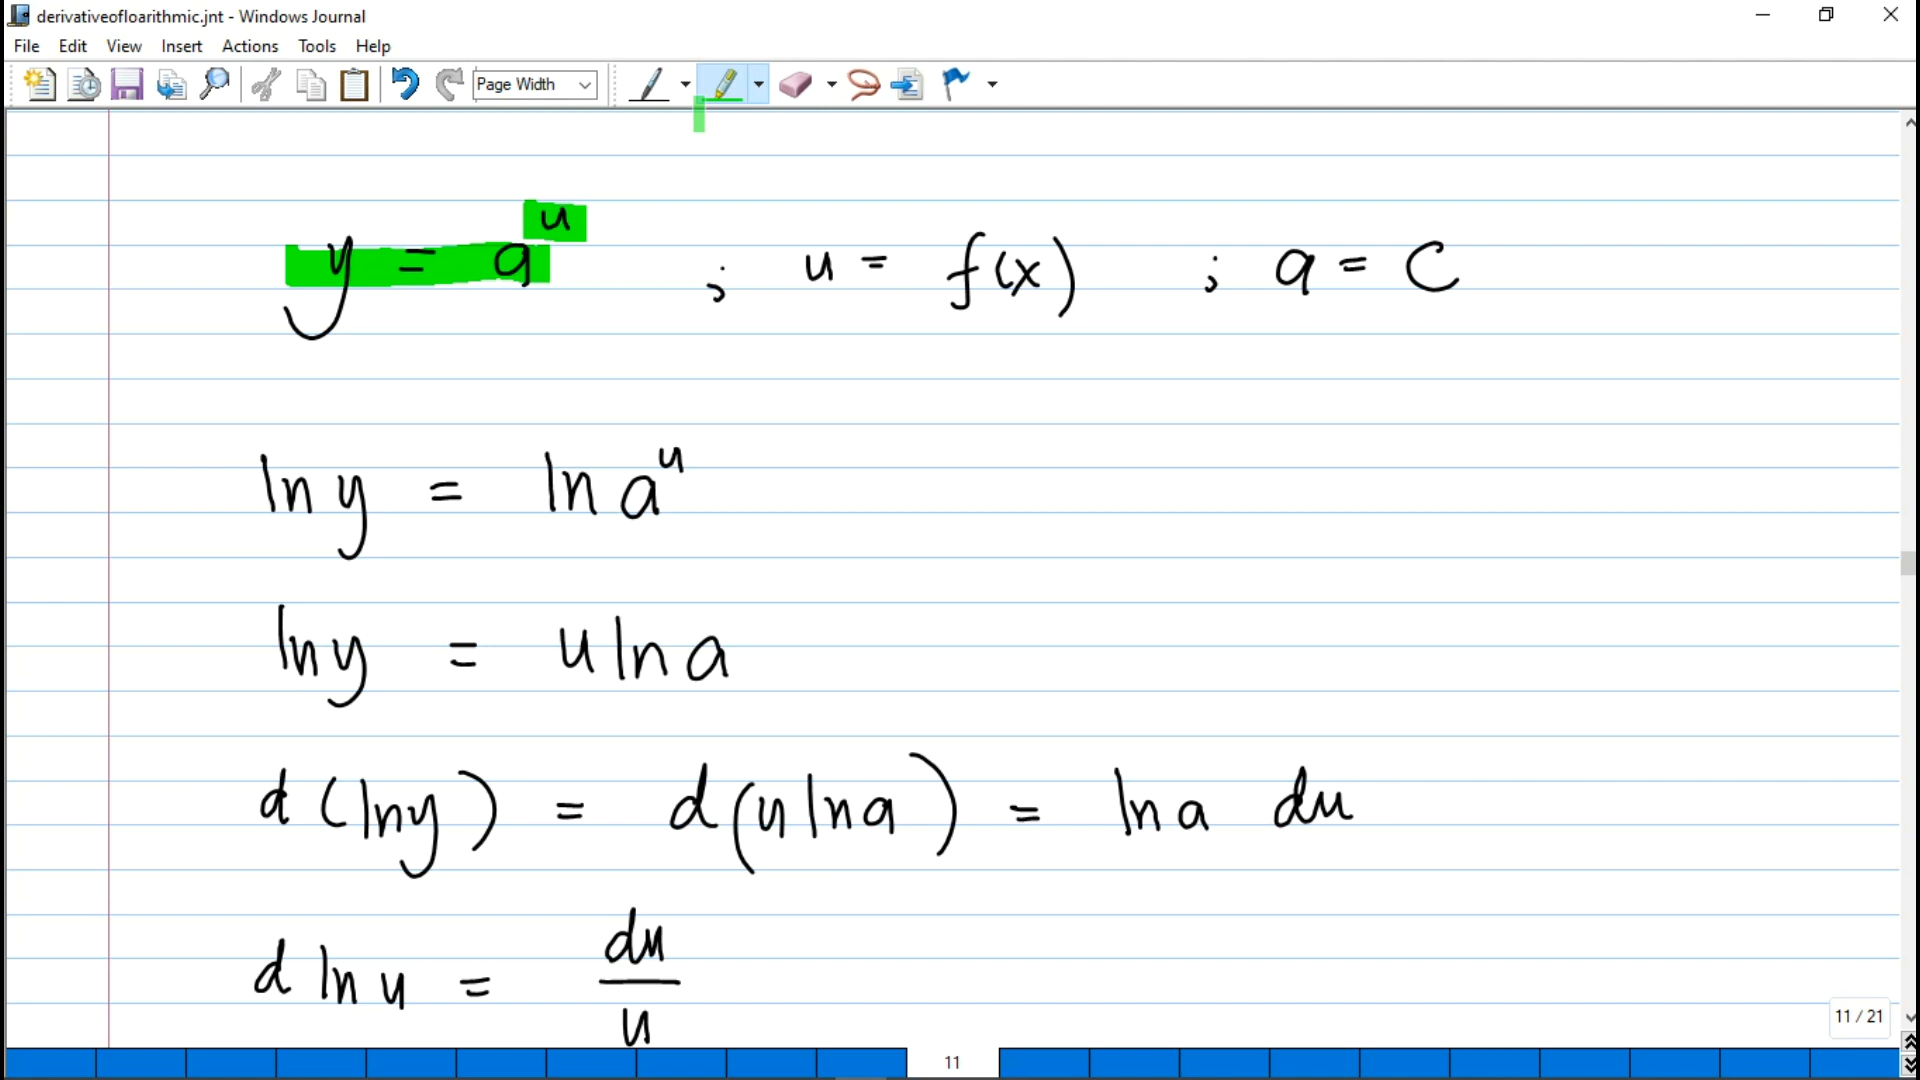 derivativeofloarithmic.jnt - Windows Journal
File Edit View Insert Actions Tools Help
Page Width
y = a^u ; u = f(x) ; a = C
ln y = ln a^u
ln y = u ln a
d (ln y) = d (u ln a) = ln a du
d ln u = du/u
11 / 21
11